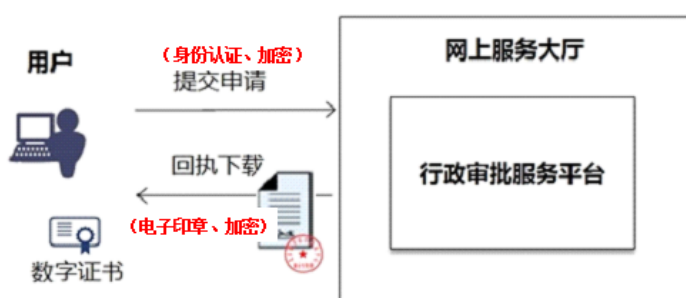 用户
（身份认证、加密）
提交申请
网上服务大厅
行政审批服务平台
回执下载
（电子印章、加密）
数字证书